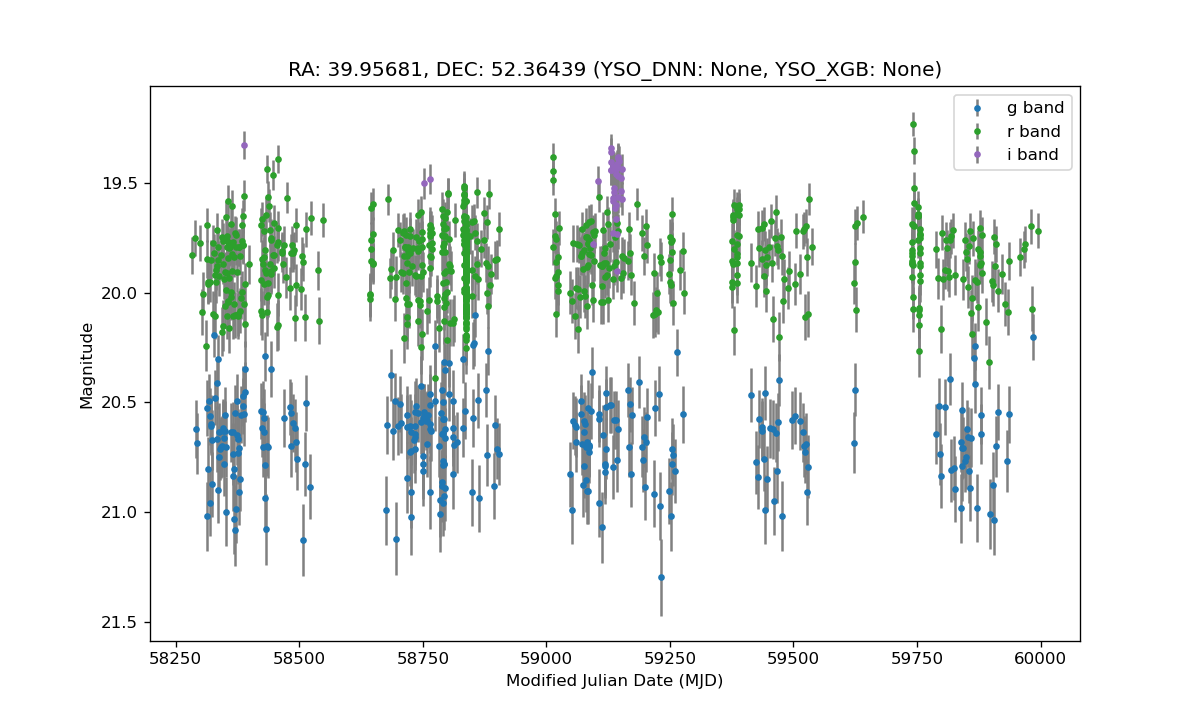 RA: 39.95681, DEC: 52.36439 (YSO_DNN: None, YSO_XGB: None)
g band
r band
i band
19.5
20.0
20.5
21.0
21.5
Magnitude
58250 58500 58750 59000 59250 59500 59750 60000
Modified Julian Date (MJD)